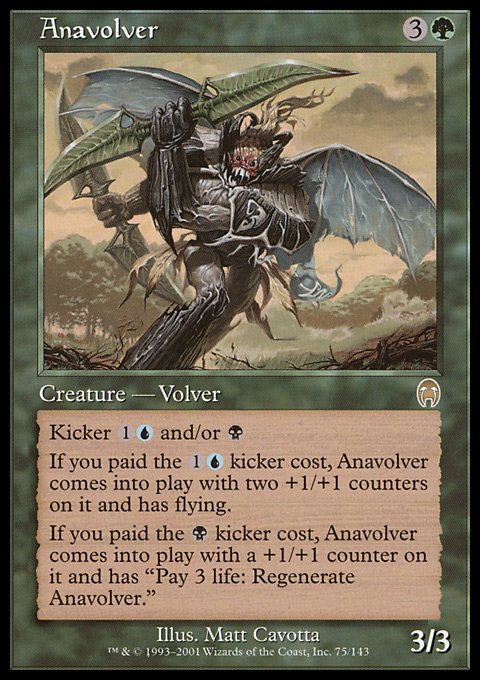 Anavolver 3
Creature — Volver
Kicker 1 and/or
If you paid the 1 kicker cost, Anavolver
comes into play with two +1/+1 counters
on it and has flying.
If you paid the kicker cost, Anavolver
comes into play with a +1/+1 counter on
it and has “Pay 3 life: Regenerate
Anavolver.”
Illus. Matt Cavotta
™ & © 1993–2001 Wizards of the Coast, Inc. 75/143
3/3